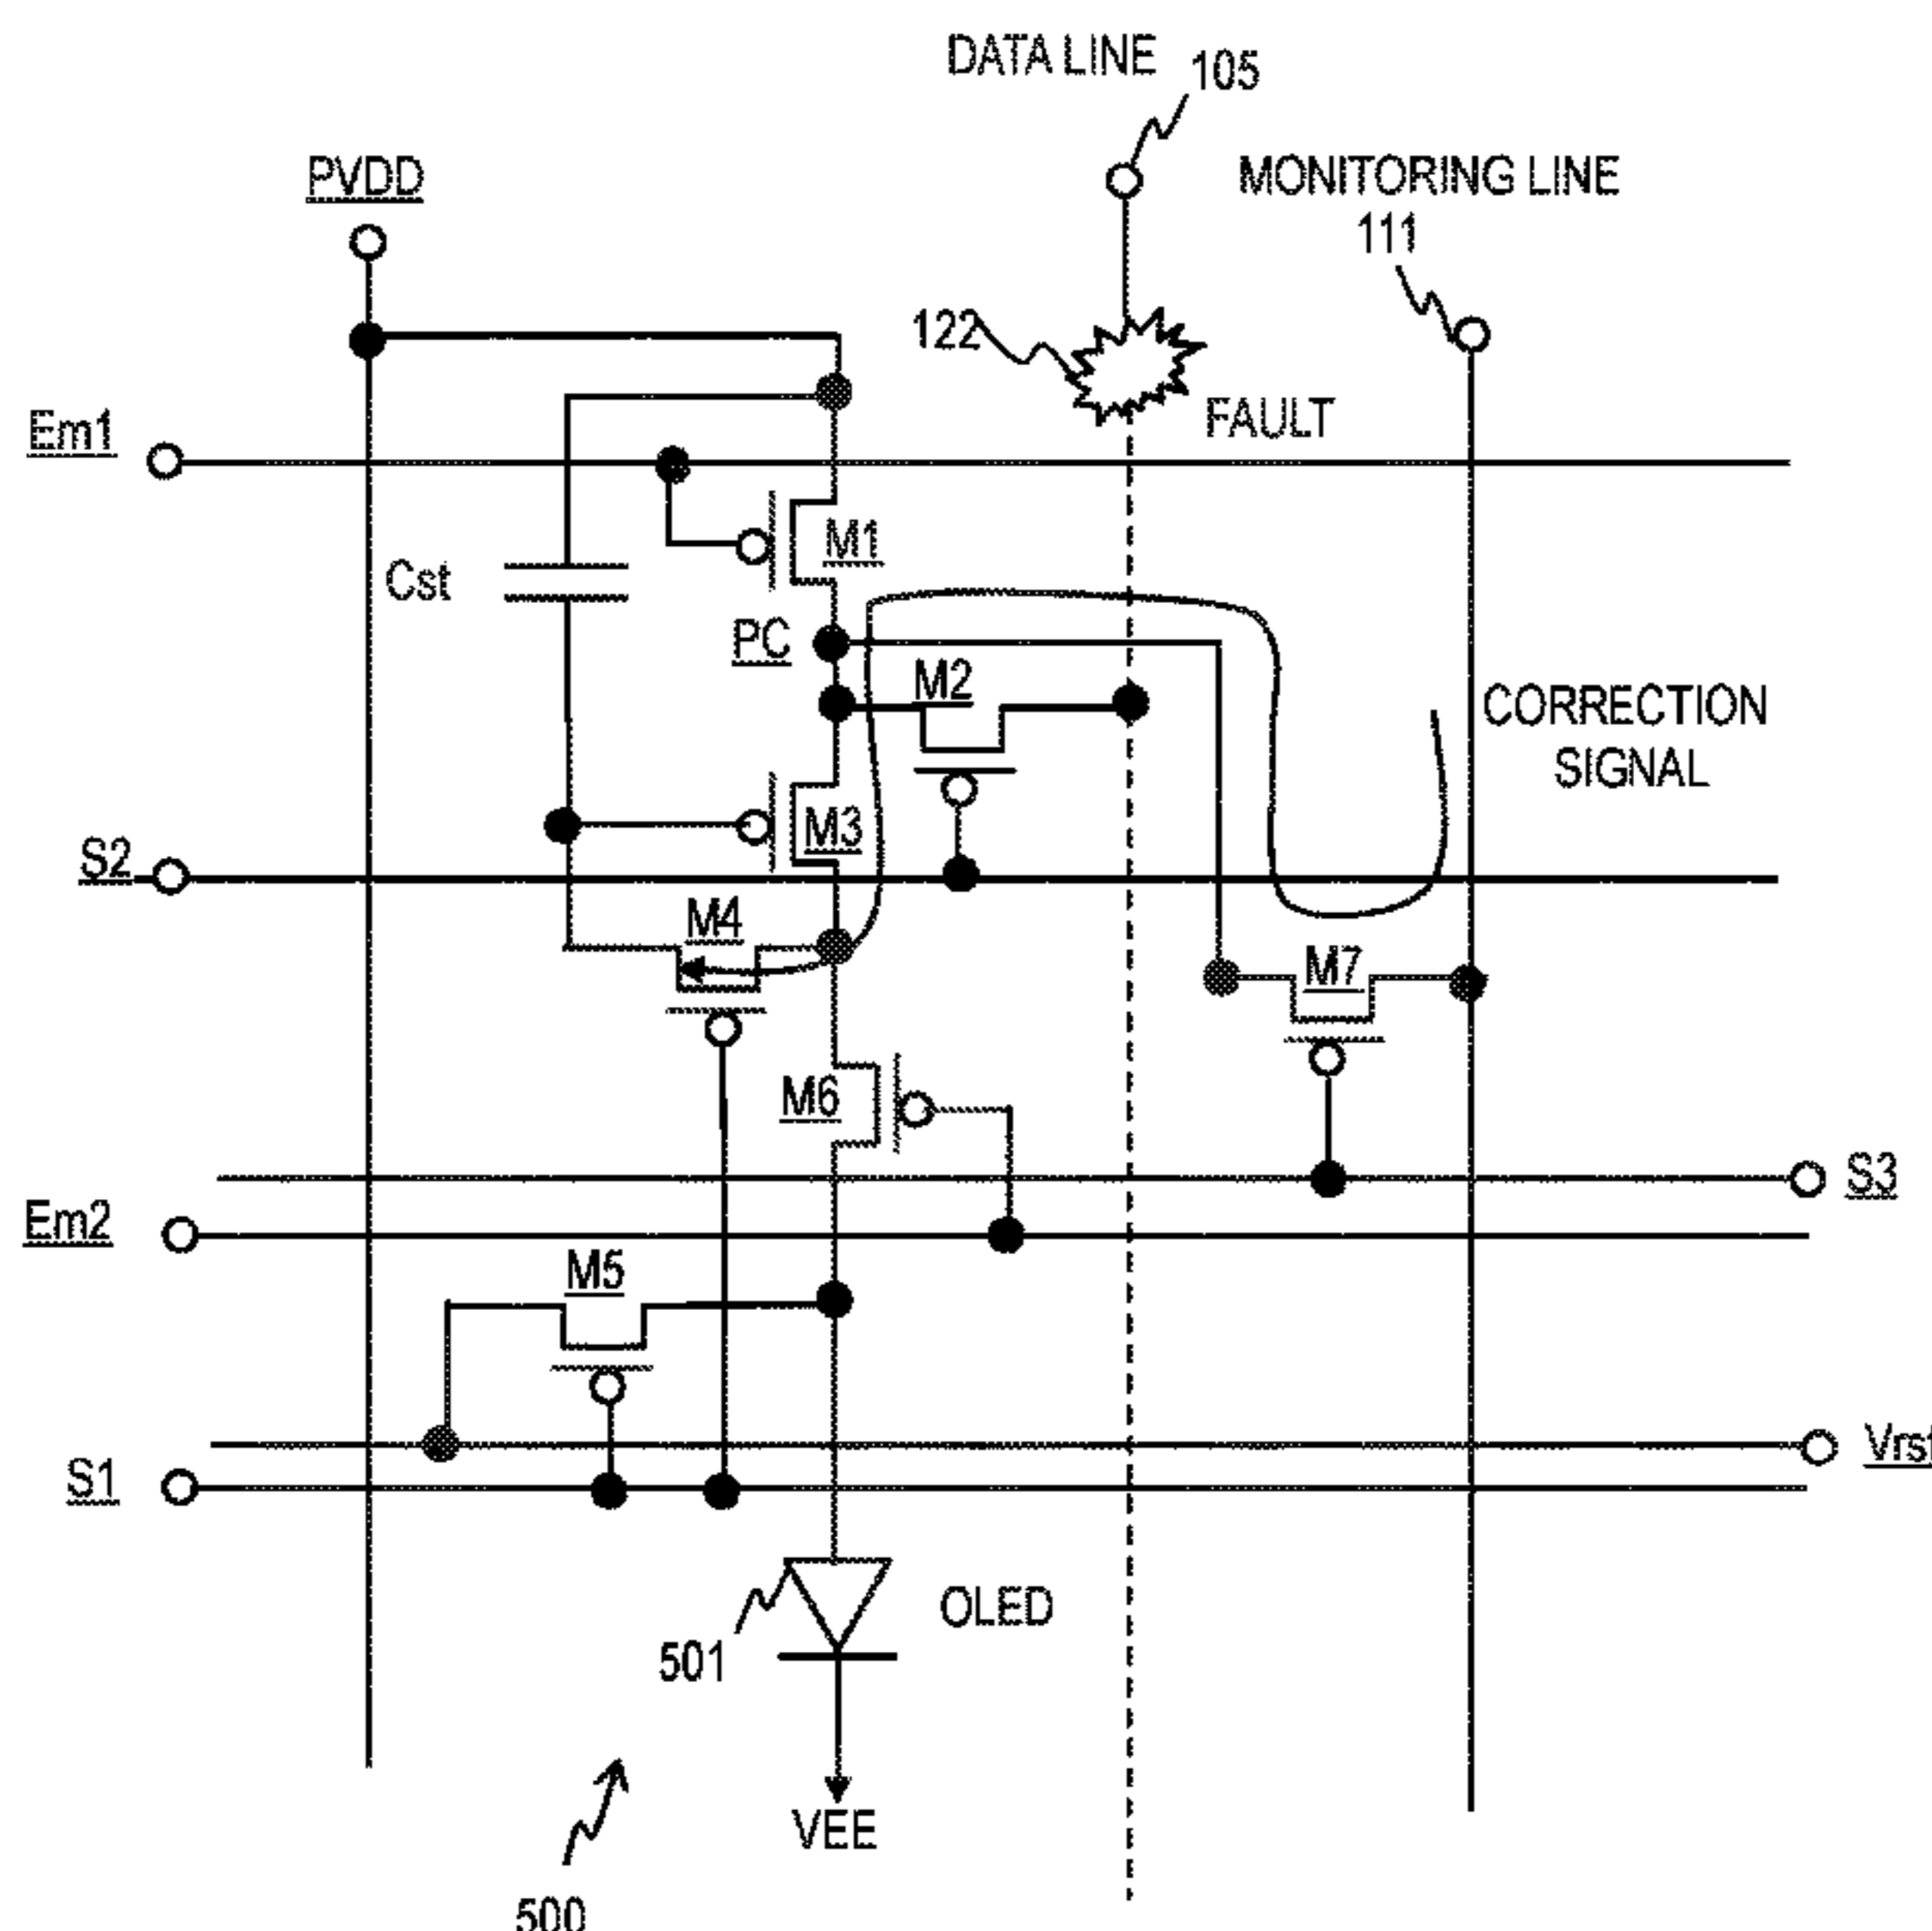 DATA LINE
105
PVDD
MONITORING LINE
111
122
FAULT
Em1
M1
Cst
PC
M2
CORRECTION
SIGNAL
M3
S2
M4
M7
M6
S3
Em2
M5
S1
OLED
501
VEE
500